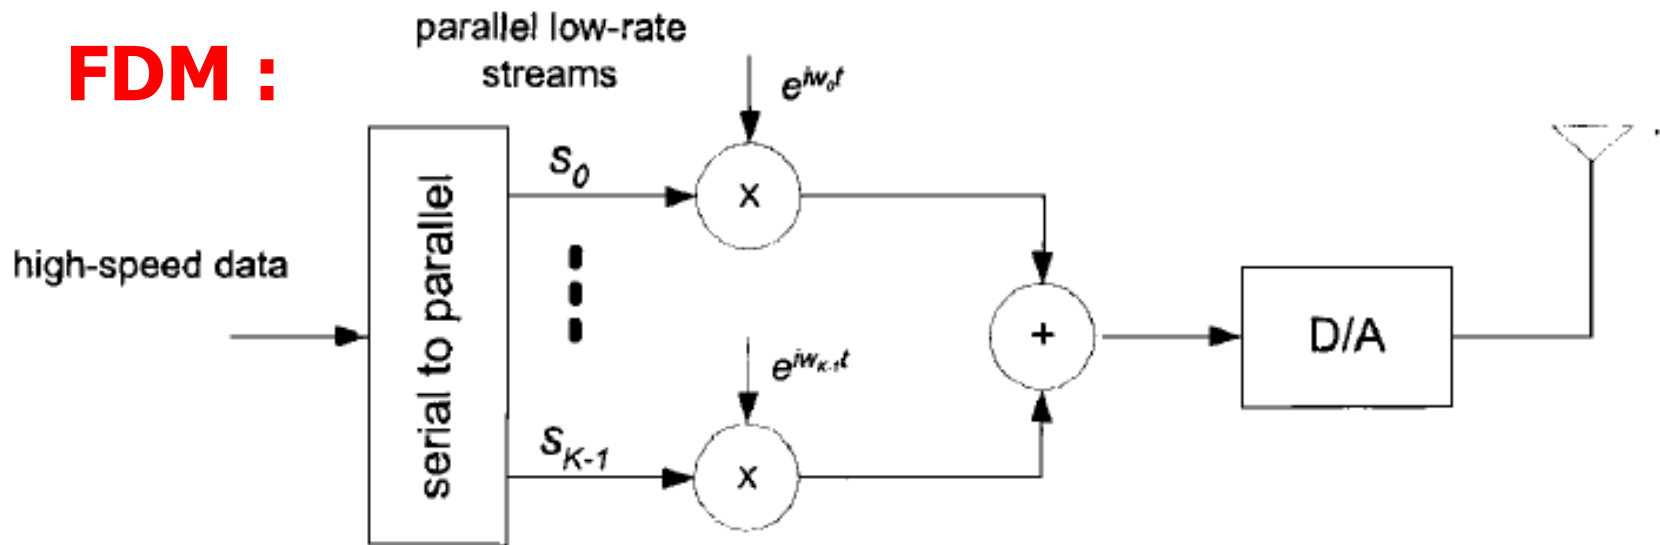 FDM :
parallel low-rate
streams
e^{iw_0t}
high-speed data
serial to parallel
S_0
X
e^{iw_{K-1}t}
S_{K-1}
X
+
D/A